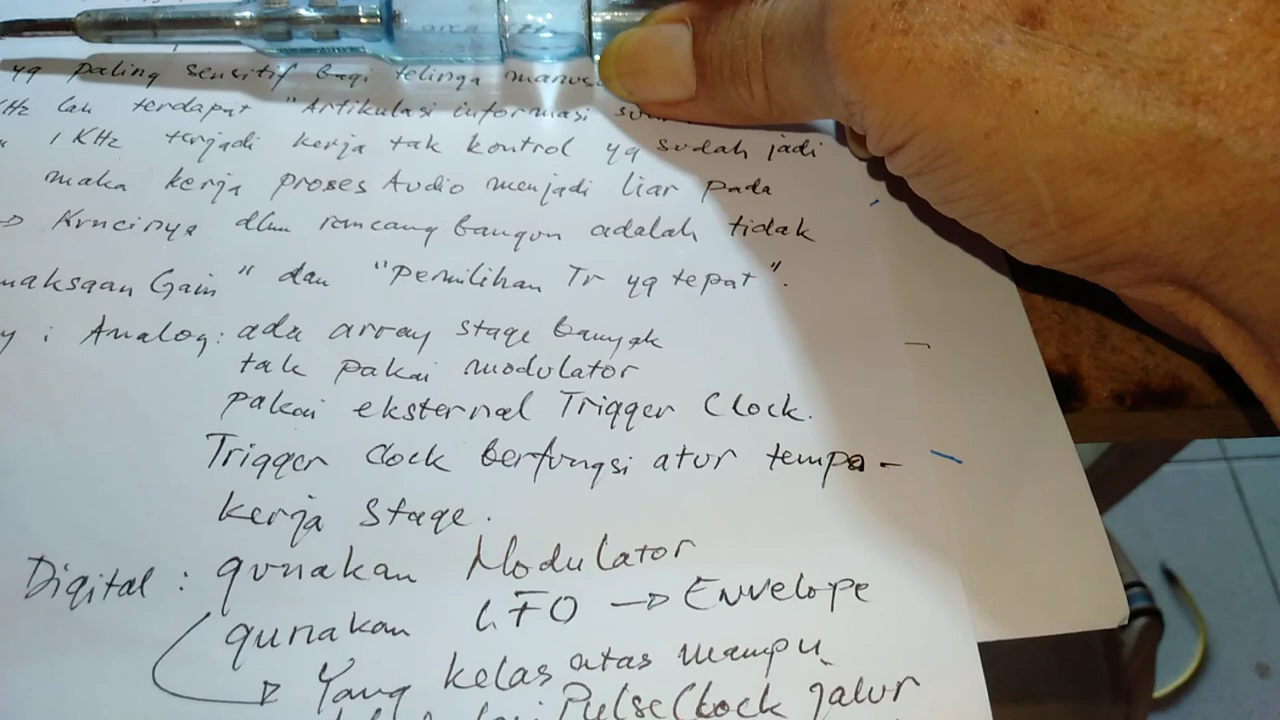 yg paling sensitif bagi telinga
KHz lah terdapat "Artikulasi informasi
1 KHz terjadi kerja tak kontrol yg sudah jadi
maka kerja proses Audio menjadi liar pada
→ Kuncinya dlm rancang bangun adalah tidak
maksaan Gain" dan "Pemilihan Tr yg tepat".
: Analog: ada array stage banyak
tak pakai modulator
pakai eksternal Trigger Clock.
Trigger Clock berfungsi atur tempo-
kerja Stage.
Digital : gunakan Modulator
gunakan LFO → Envelope
Yang kelas atas mampu
PulseClock jalur